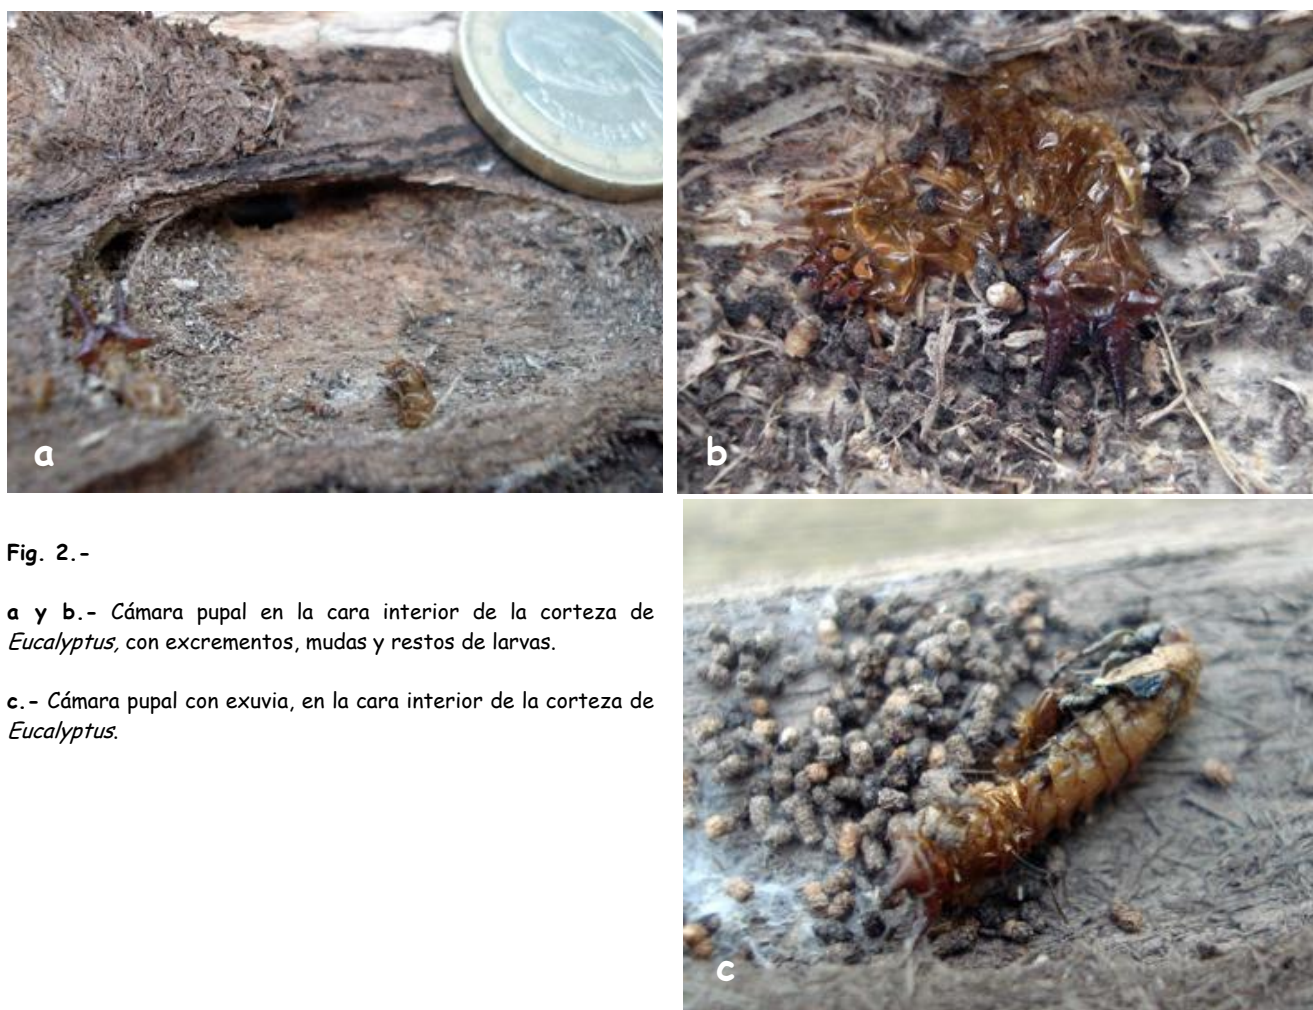 a
b
Fig. 2.-
a y b.- Cámara pupal en la cara interior de la corteza de
Eucalyptus, con excrementos, mudas y restos de larvas.
c.- Cámara pupal con exuvia, en la cara interior de la corteza de
Eucalyptus.
c